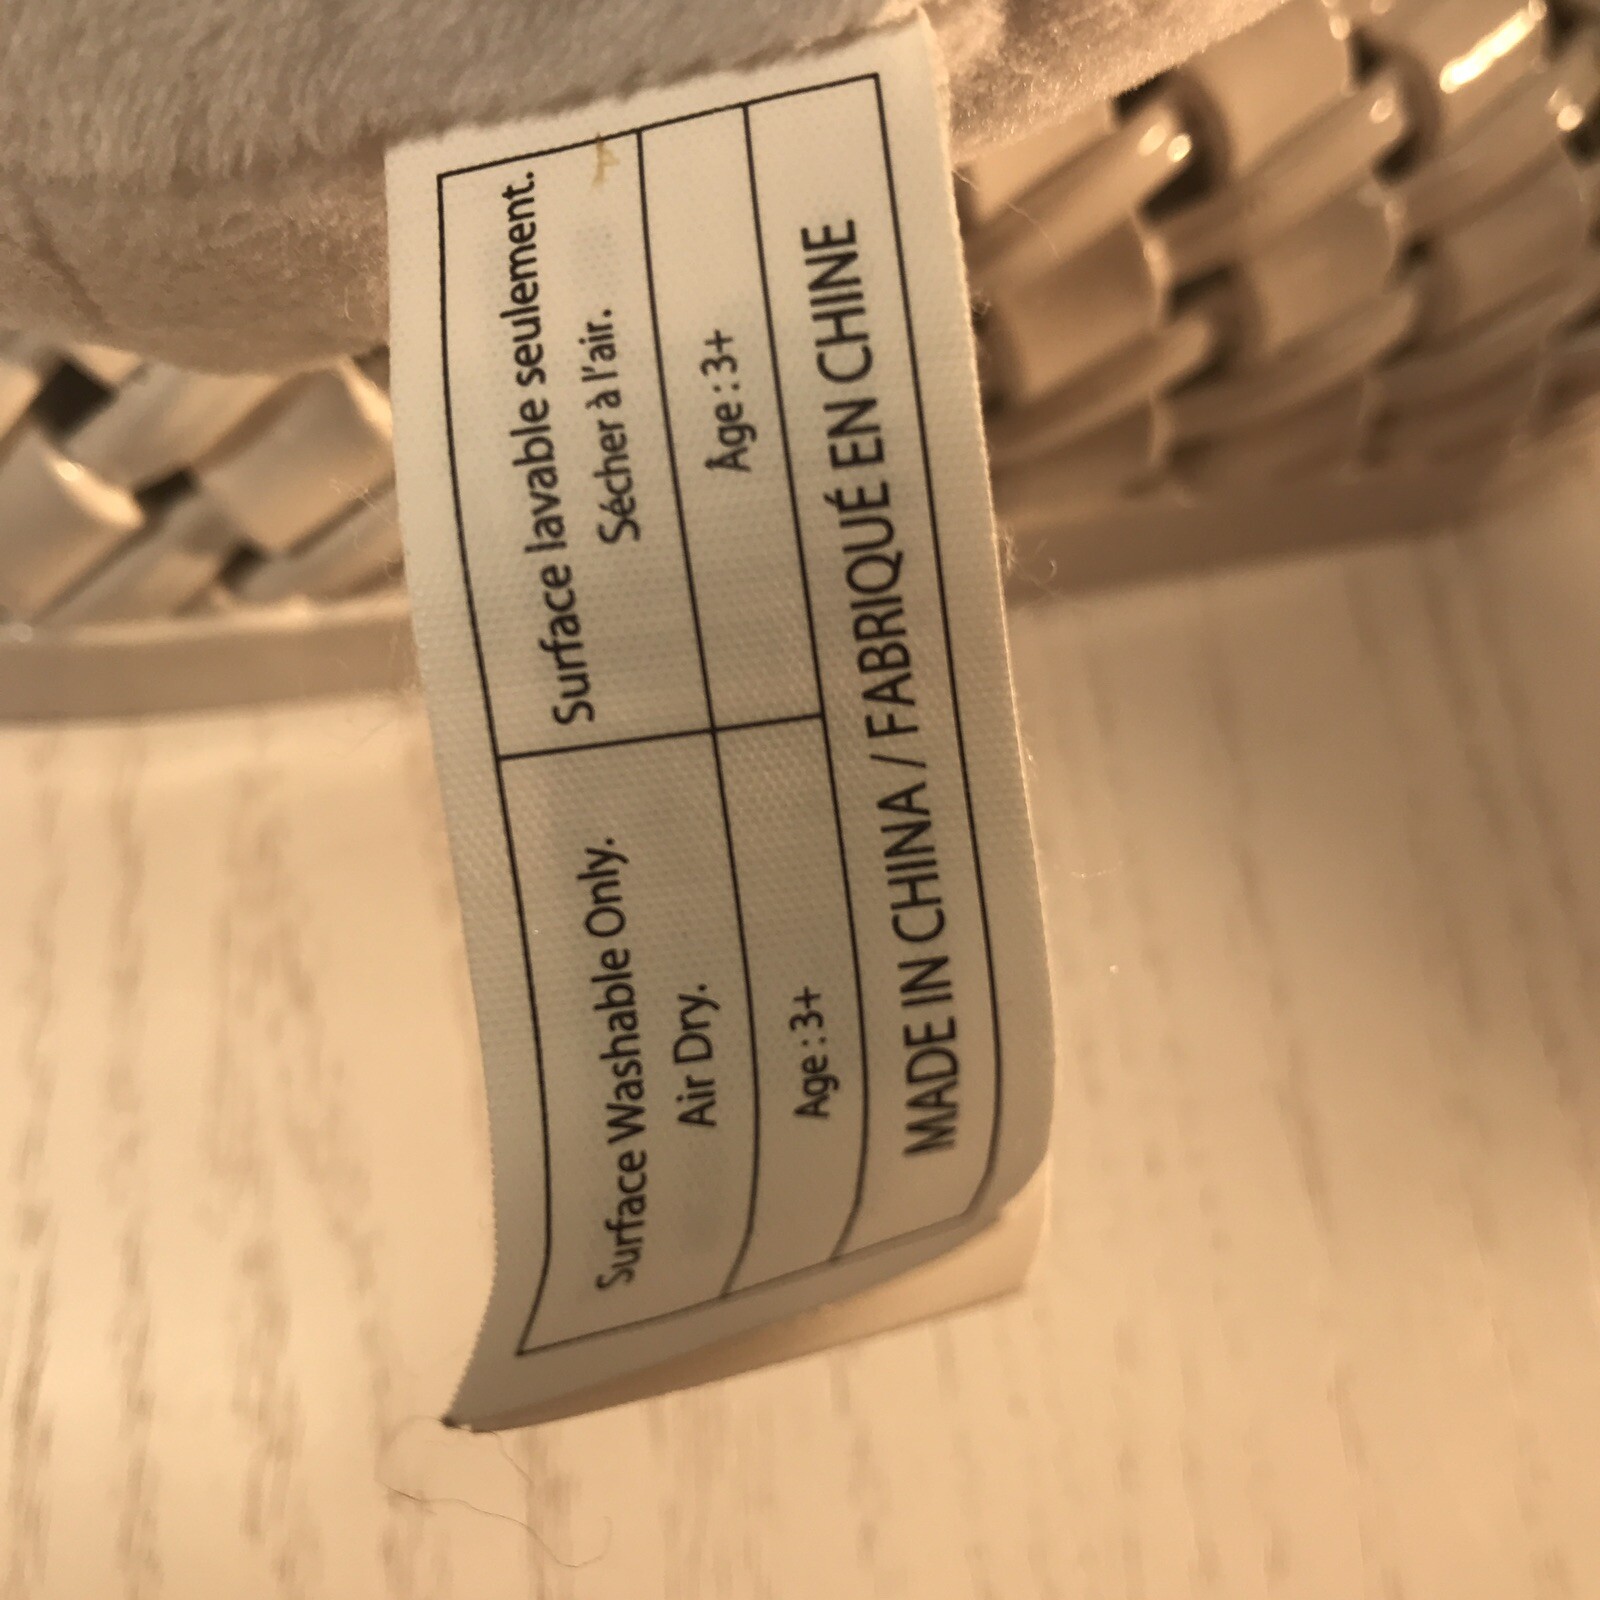 Surface Washable Only.
Air Dry.
Surface lavable seulement.
Sécher à l'air.
Age : 3+
Âge : 3+
MADE IN CHINA / FABRIQUÉ EN CHINE